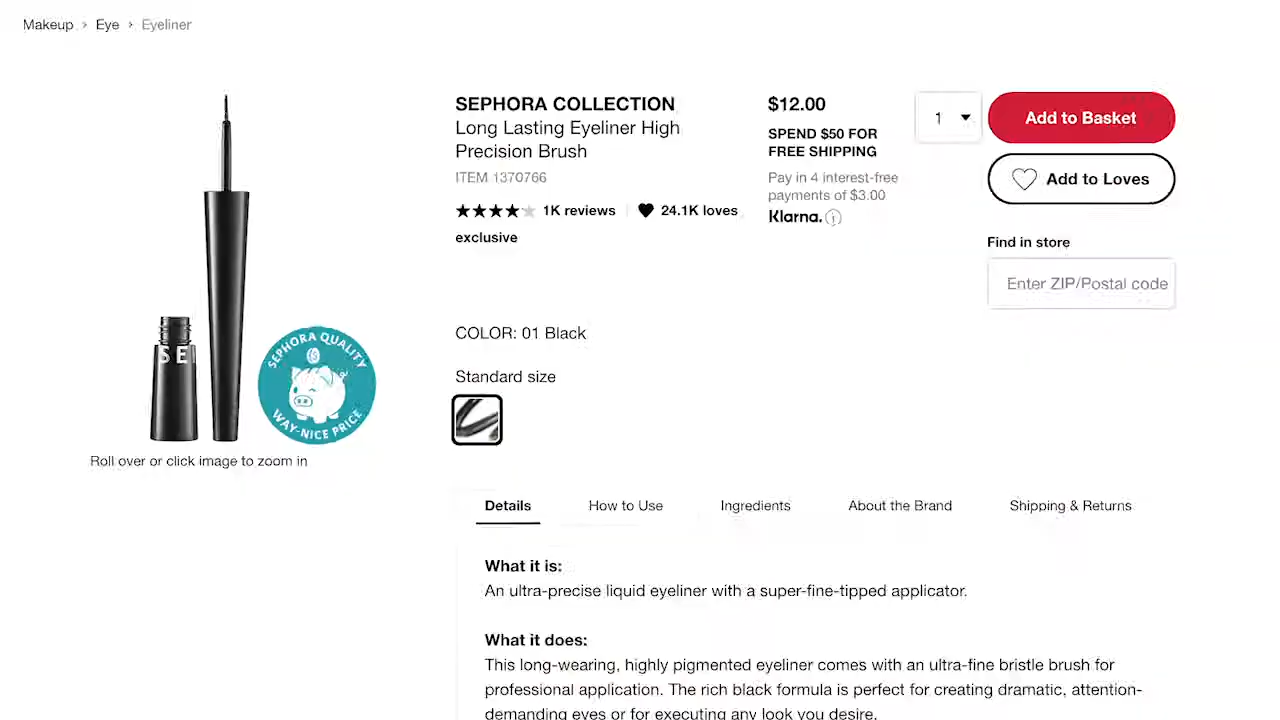 Makeup > Eye > Eyeliner
SEPHORA COLLECTION
Long Lasting Eyeliner High
Precision Brush
ITEM 1370766
1K reviews
24.1K loves
exclusive
$12.00
SPEND $50 FOR
FREE SHIPPING
Pay in 4 interest-free
payments of $3.00
Klarna.
1
Add to Basket
Add to Loves
Find in store
Enter ZIP/Postal code
SE
SEPHORA QUALITY
WAY-NICE PRICE
Roll over or click image to zoom in
COLOR: 01 Black
Standard size
Details How to Use Ingredients About the Brand Shipping & Returns
What it is:
An ultra-precise liquid eyeliner with a super-fine-tipped applicator.
What it does:
This long-wearing, highly pigmented eyeliner comes with an ultra-fine bristle brush for
professional application. The rich black formula is perfect for creating dramatic, attention-
demanding eyes or for executing any look you desire.